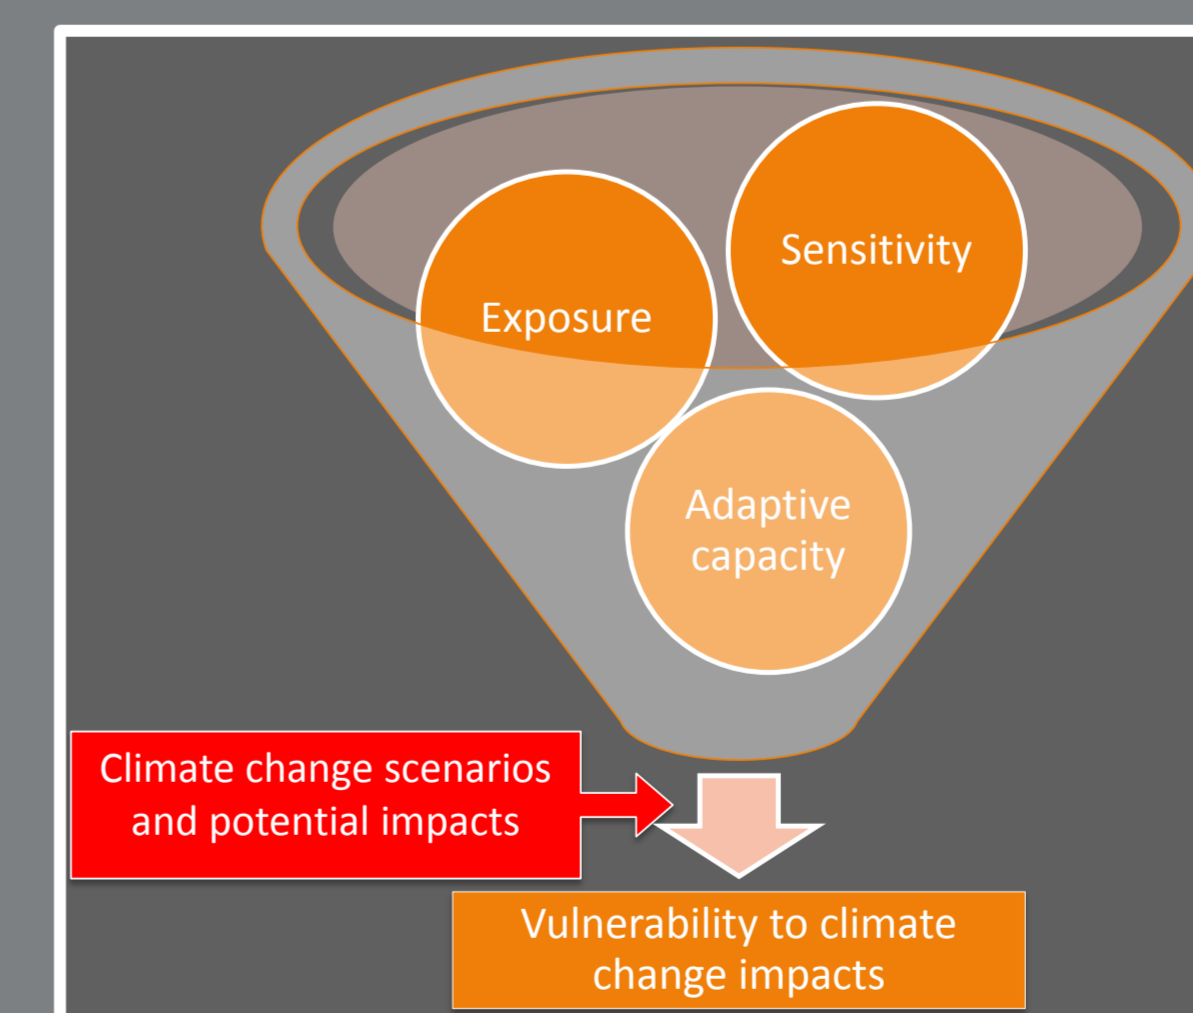 Sensitivity
Exposure
Adaptive
capacity
Climate change scenarios
and potential impacts
Vulnerability to climate
change impacts